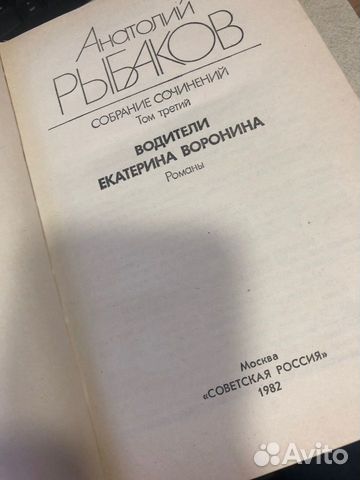 Анатолий
РЫБАКОВ
СОБРАНИЕ СОЧИНЕНИЙ
Том третий
ВОДИТЕЛИ
ЕКАТЕРИНА ВОРОНИНА
Романы
Москва
«СОВЕТСКАЯ РОССИЯ»
1982
Avito